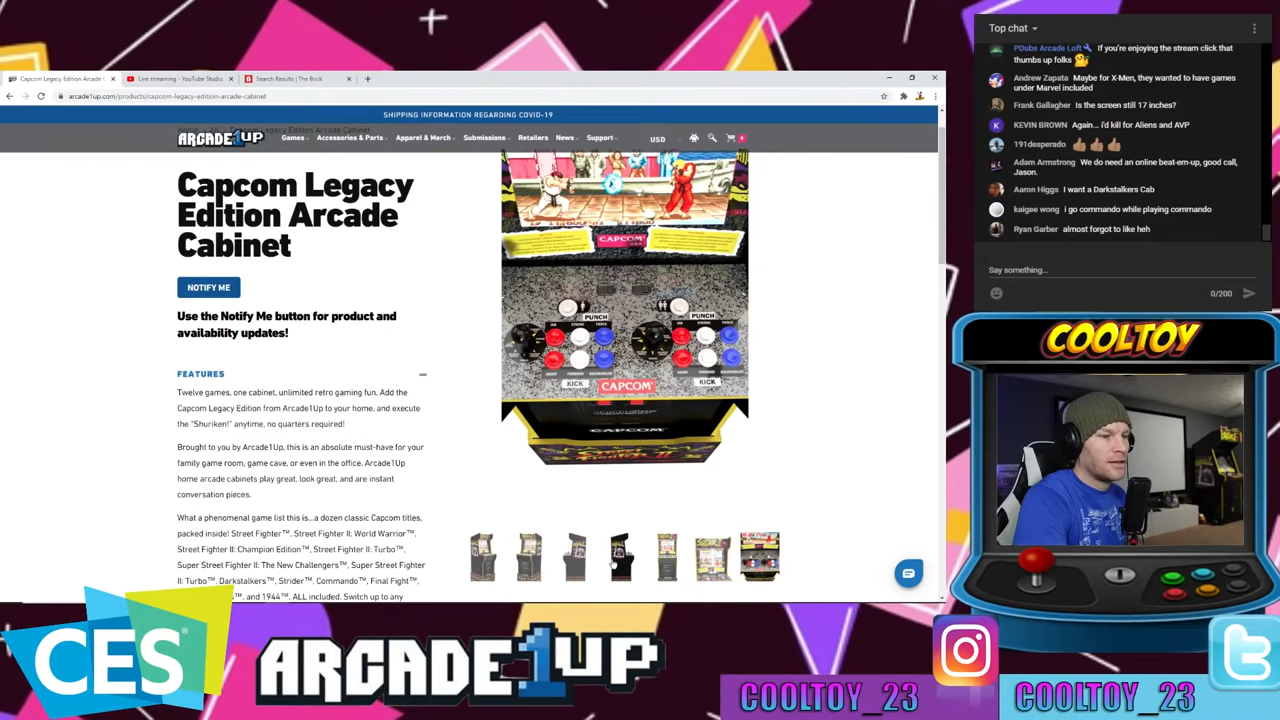 Capcom Legacy Edition Arcade
Live streaming - YouTube Studio
Search Results | The Brick
arcade1up.com/products/capcom-legacy-edition-arcade-cabinet
SHIPPING INFORMATION REGARDING COVID-19
ARCADE1UP
Games
Accessories & Parts
Apparel & Merch
Submissions
Retailers
News
Support
USD
0
Capcom Legacy
Edition Arcade
Cabinet
NOTIFY ME
Use the Notify Me button for product and
availability updates!
FEATURES
Twelve games, one cabinet, unlimited retro gaming fun. Add the
Capcom Legacy Edition from Arcade1Up to your home, and execute
the “Shuriken!” anytime, no quarters required!
Brought to you by Arcade1Up, this is an absolute must-have for your
family game room, game cave, or even in the office. Arcade1Up
home arcade cabinets play great, look great, and are instant
conversation pieces.
What a phenomenal game list this is...a dozen classic Capcom titles,
packed inside! Street Fighter™, Street Fighter II: World Warrior™,
Street Fighter II: Champion Edition™, Street Fighter II: Turbo™,
Super Street Fighter II: The New Challengers™, Super Street Fighter
II: Turbo™, Darkstalkers™, Strider™, Commando™, Final Fight™,
and 1944™. ALL included. Switch up to any
CAPCOM
PUNCH
PUNCH
KICK
CAPCOM
KICK
CAPCOM
Street Fighter II
Top chat
PDubs Arcade Loft If you're enjoying the stream click that
thumbs up folks
Andrew Zapata Maybe for X-Men, they wanted to have games
under Marvel included
Frank Gallagher Is the screen still 17 inches?
KEVIN BROWN Again... i'd kill for Aliens and AVP
191desperado
Adam Armstrong We do need an online beat-em-up, good call,
Jason.
Aaron Higgs I want a Darkstalkers Cab
kaigee wong i go commando while playing commando
Ryan Garber almost forgot to like heh
Say something...
0/200
COOLTOY
CES
ARCADE1UP
COOLTOY_23
COOLTOY_23